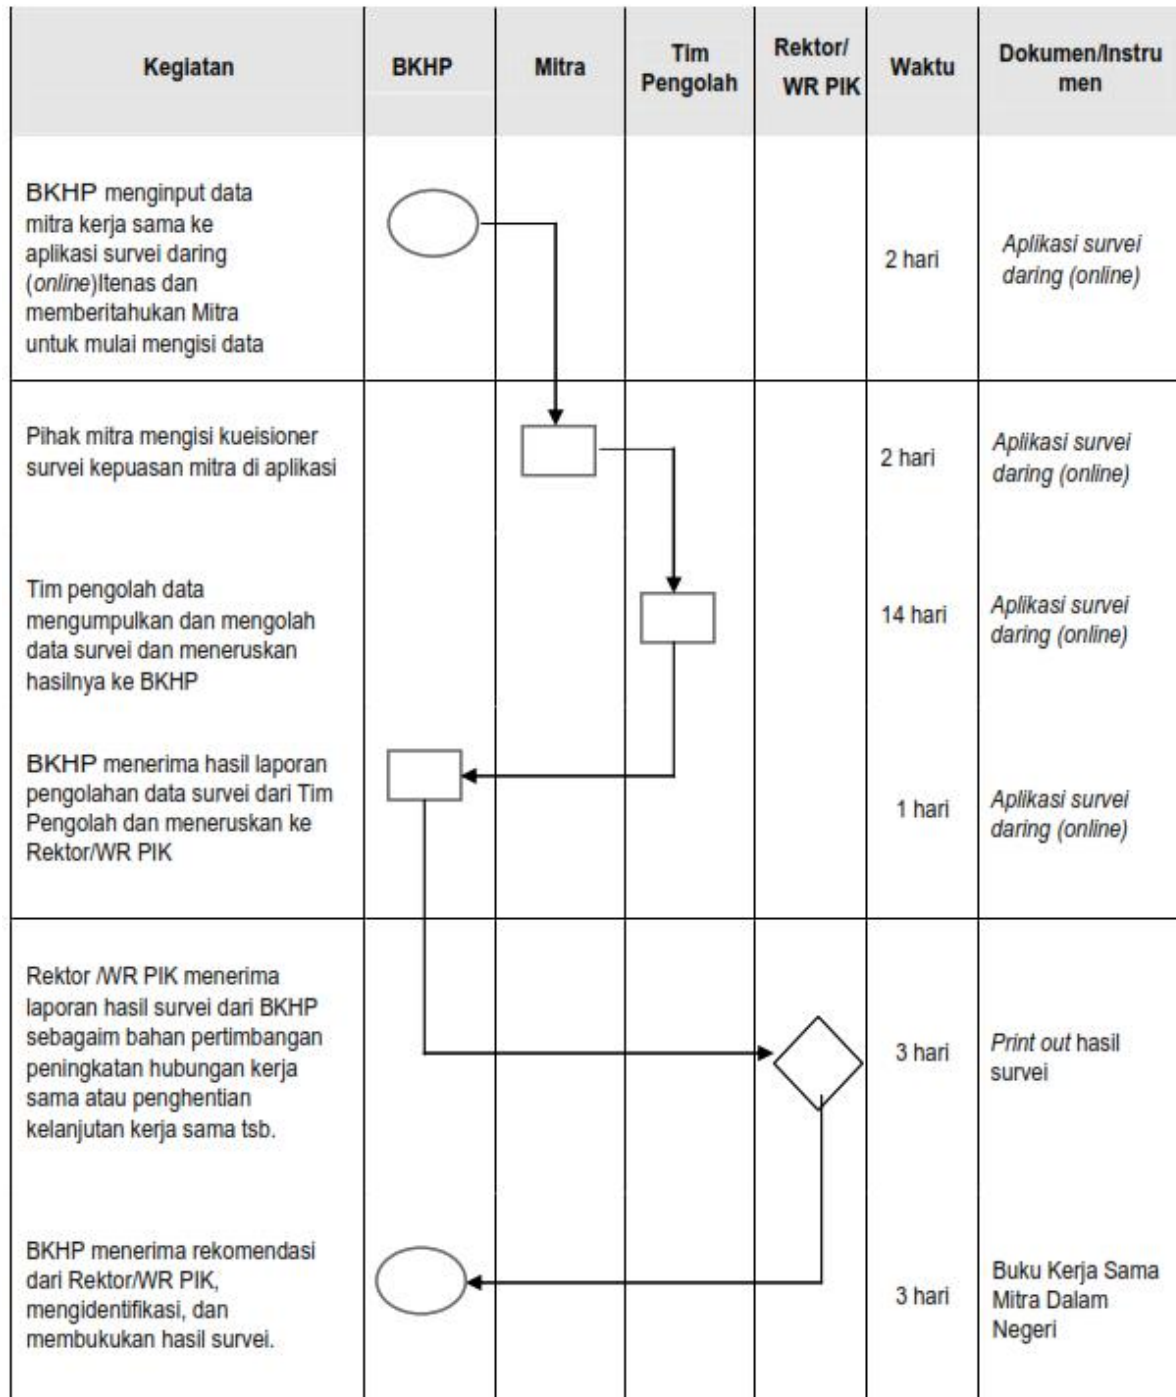 Kegiatan
BKHP
Mitra
Tim
Pengolah
Rektor/
WR PIK
Waktu
Dokumen/Instru
men
BKHP menginput data
mitra kerja sama ke
aplikasi survei daring
(online)Itenas dan
memberitahukan Mitra
untuk mulai mengisi data
2 hari
Aplikasi survei
daring (online)
Pihak mitra mengisi kueisioner
survei kepuasan mitra di aplikasi
2 hari
Aplikasi survei
daring (online)
Tim pengolah data
mengumpulkan dan mengolah
data survei dan meneruskan
hasilnya ke BKHP
14 hari
Aplikasi survei
daring (online)
BKHP menerima hasil laporan
pengolahan data survei dari Tim
Pengolah dan meneruskan ke
Rektor/WR PIK
1 hari
Aplikasi survei
daring (online)
Rektor /WR PIK menerima
laporan hasil survei dari BKHP
sebagaim bahan pertimbangan
peningkatan hubungan kerja
sama atau penghentian
kelanjutan kerja sama tsb.
3 hari
Print out hasil
survei
BKHP menerima rekomendasi
dari Rektor/WR PIK,
mengidentifikasi, dan
membukukan hasil survei.
3 hari
Buku Kerja Sama
Mitra Dalam
Negeri